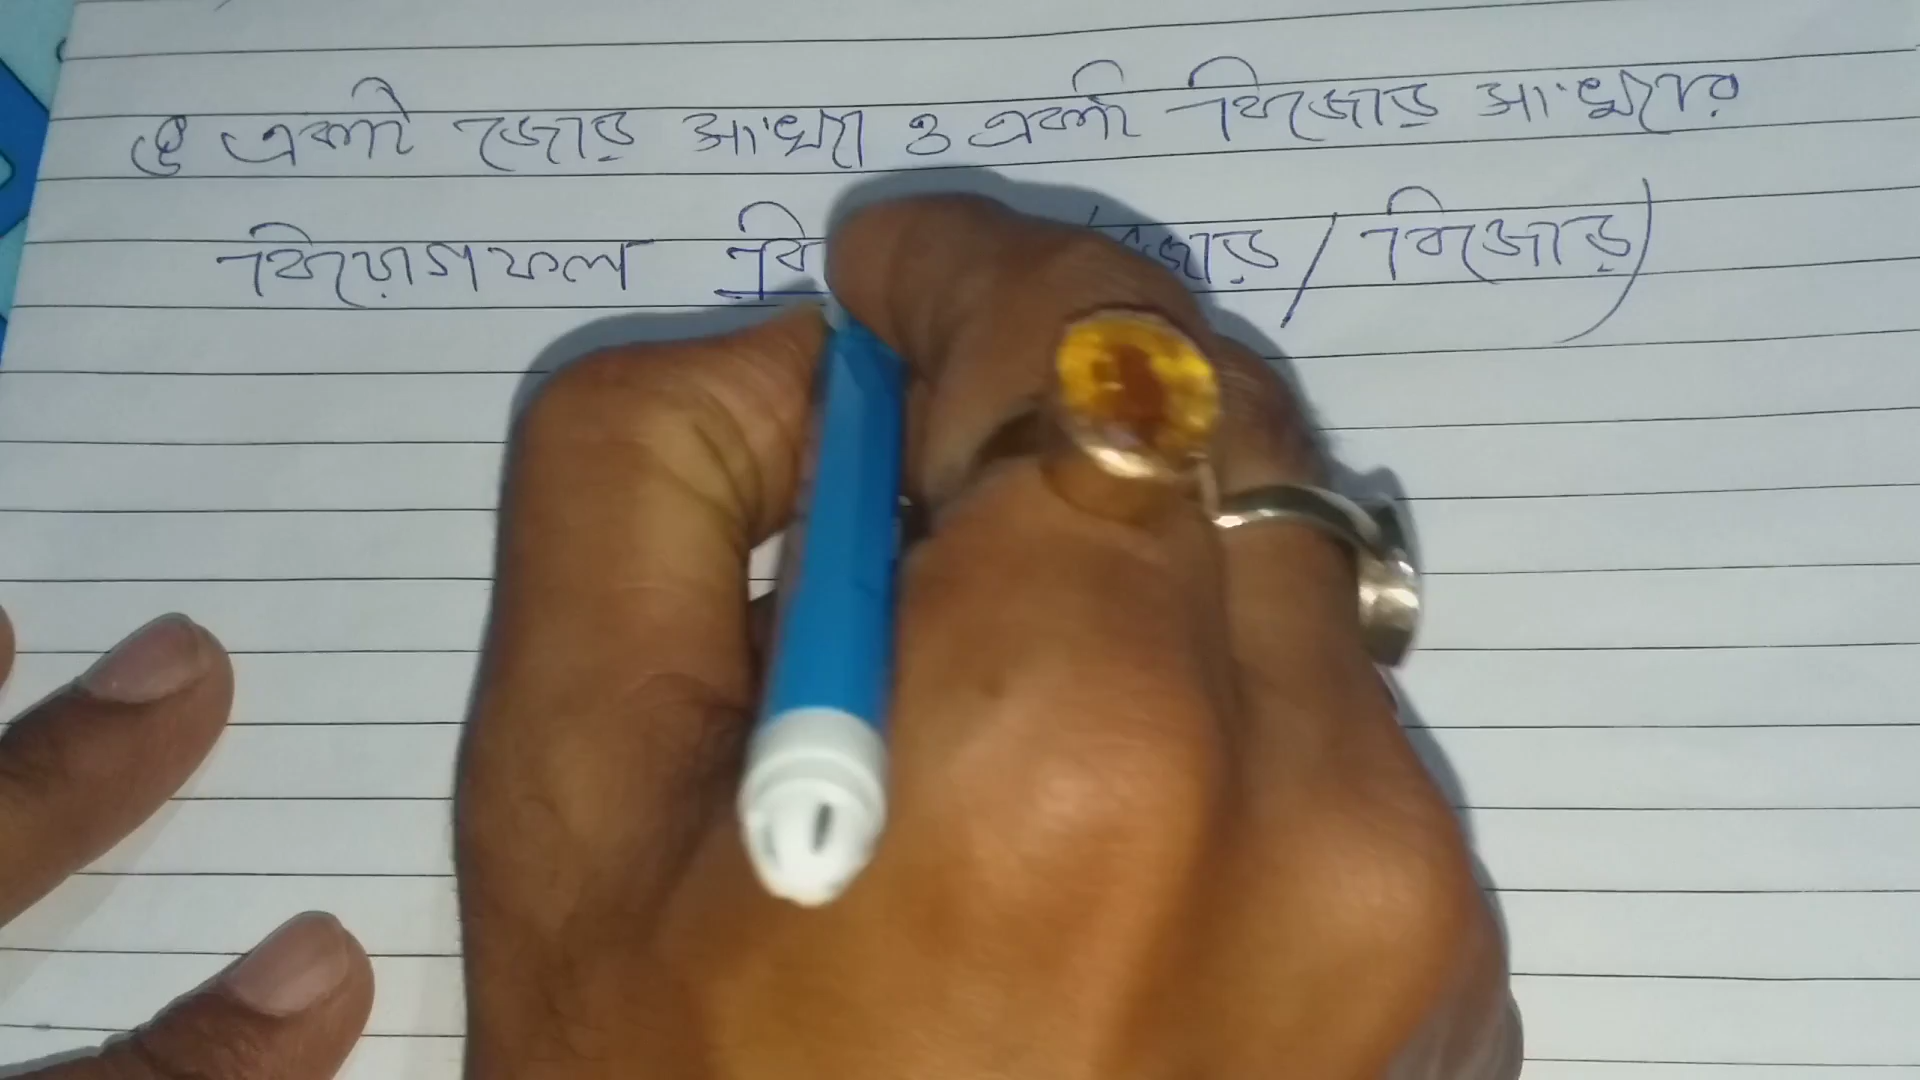 একটি জোড় সাংখ্যা ও একটি বিজোড় সাংখ্যার
বিয়োগফল বি জোড় / বিজোড়)